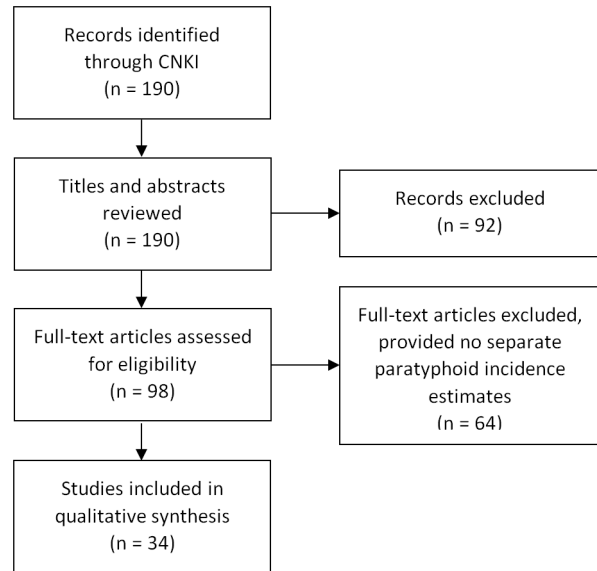 Records identified
through CNKI
(n = 190)
Titles and abstracts
reviewed
(n = 190)
Records excluded
(n = 92)
Full-text articles assessed
for eligibility
(n = 98)
Full-text articles excluded,
provided no separate
paratyphoid incidence
estimates
(n = 64)
Studies included in
qualitative synthesis
(n = 34)